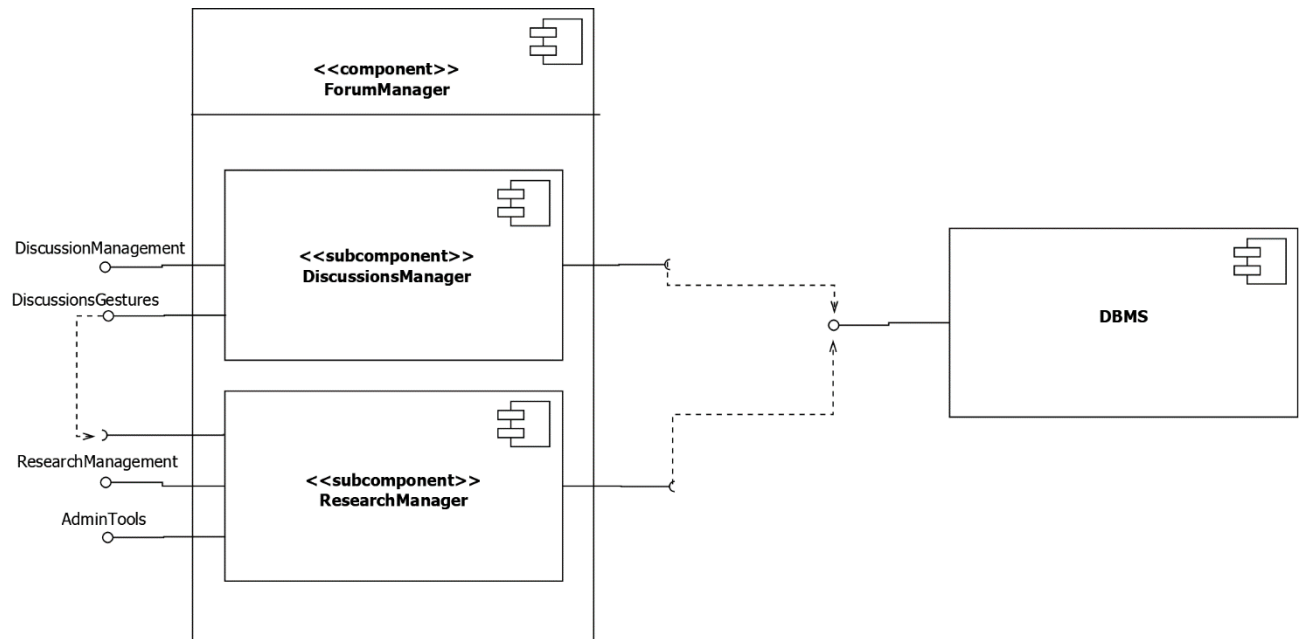 <<component>>
ForumManager
DiscussionManagement
DiscussionsGestures
<<subcomponent>>
DiscussionsManager
ResearchManagement
AdminTools
<<subcomponent>>
ResearchManager
DBMS